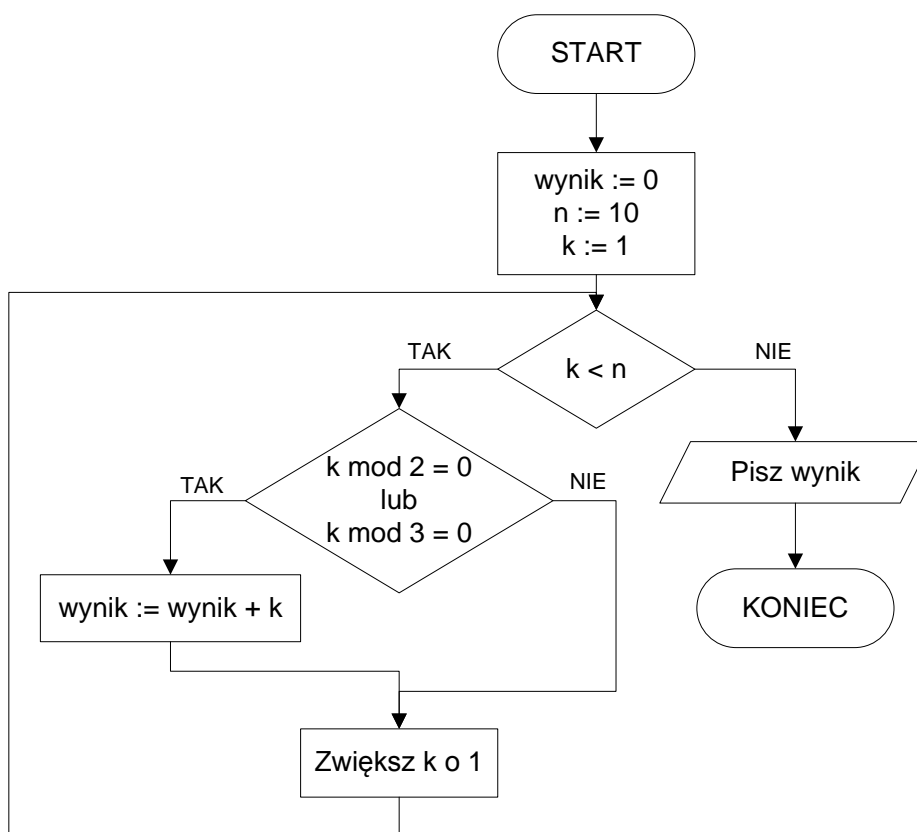 START
wynik := 0
n := 10
k := 1
TAK
NIE
k < n
k mod 2 = 0
lub
k mod 3 = 0
TAK
NIE
Pisz wynik
wynik := wynik + k
KONIEC
Zwiększ k o 1